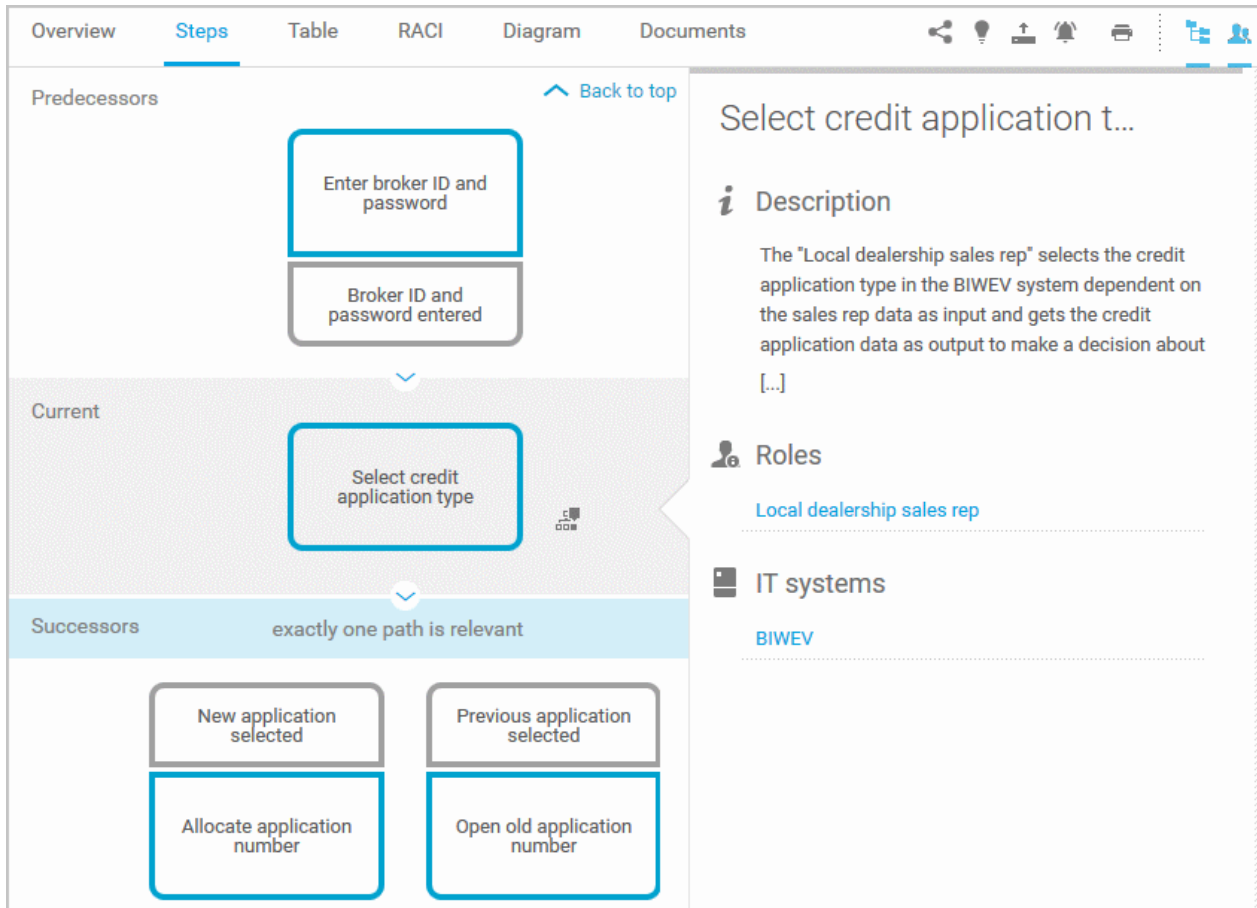 Overview Steps Table RACI Diagram Documents
Predecessors
Back to top
Enter broker ID and
password
Broker ID and
password entered
Current
Select credit
application type
Successors
exactly one path is relevant
New application
selected
Previous application
selected
Allocate application
number
Open old application
number
Select credit application t...
Description
The "Local dealership sales rep" selects the credit
application type in the BIWEV system dependent on
the sales rep data as input and gets the credit
application data as output to make a decision about
[...]
Roles
Local dealership sales rep
IT systems
BIWEV